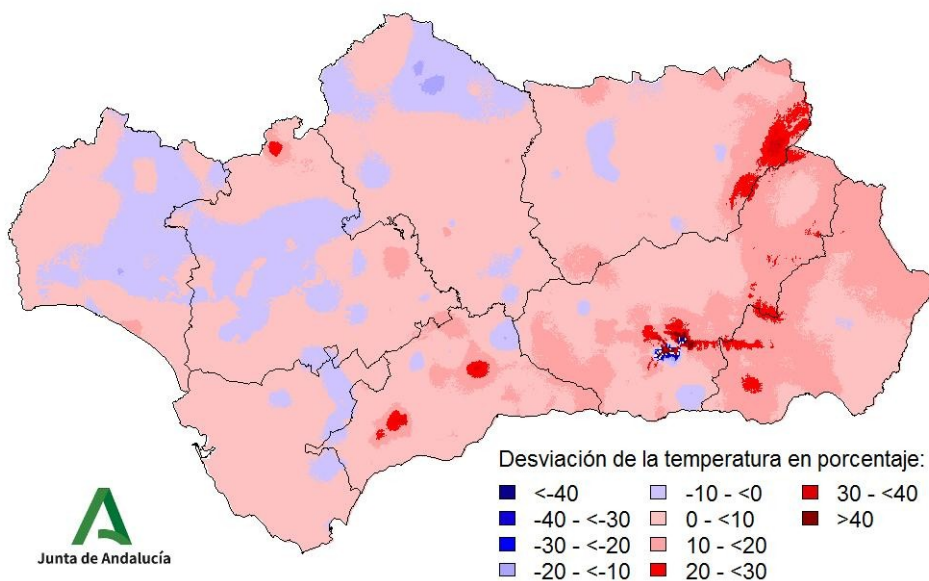 Desviación de la temperatura en porcentaje:
<-40
-40 - <-30
-30 - <-20
-20 - <-10
-10 - <0
0 - <10
10 - <20
20 - <30
30 - <40
>40
Junta de Andalucía